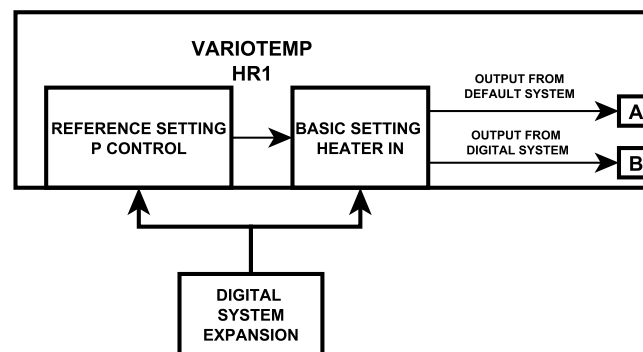 VARIOTEMP
HR1
REFERENCE SETTING
P CONTROL
BASIC SETTING
HEATER IN
OUTPUT FROM
DEFAULT SYSTEM
A
OUTPUT FROM
DIGITAL SYSTEM
B
DIGITAL
SYSTEM
EXPANSION